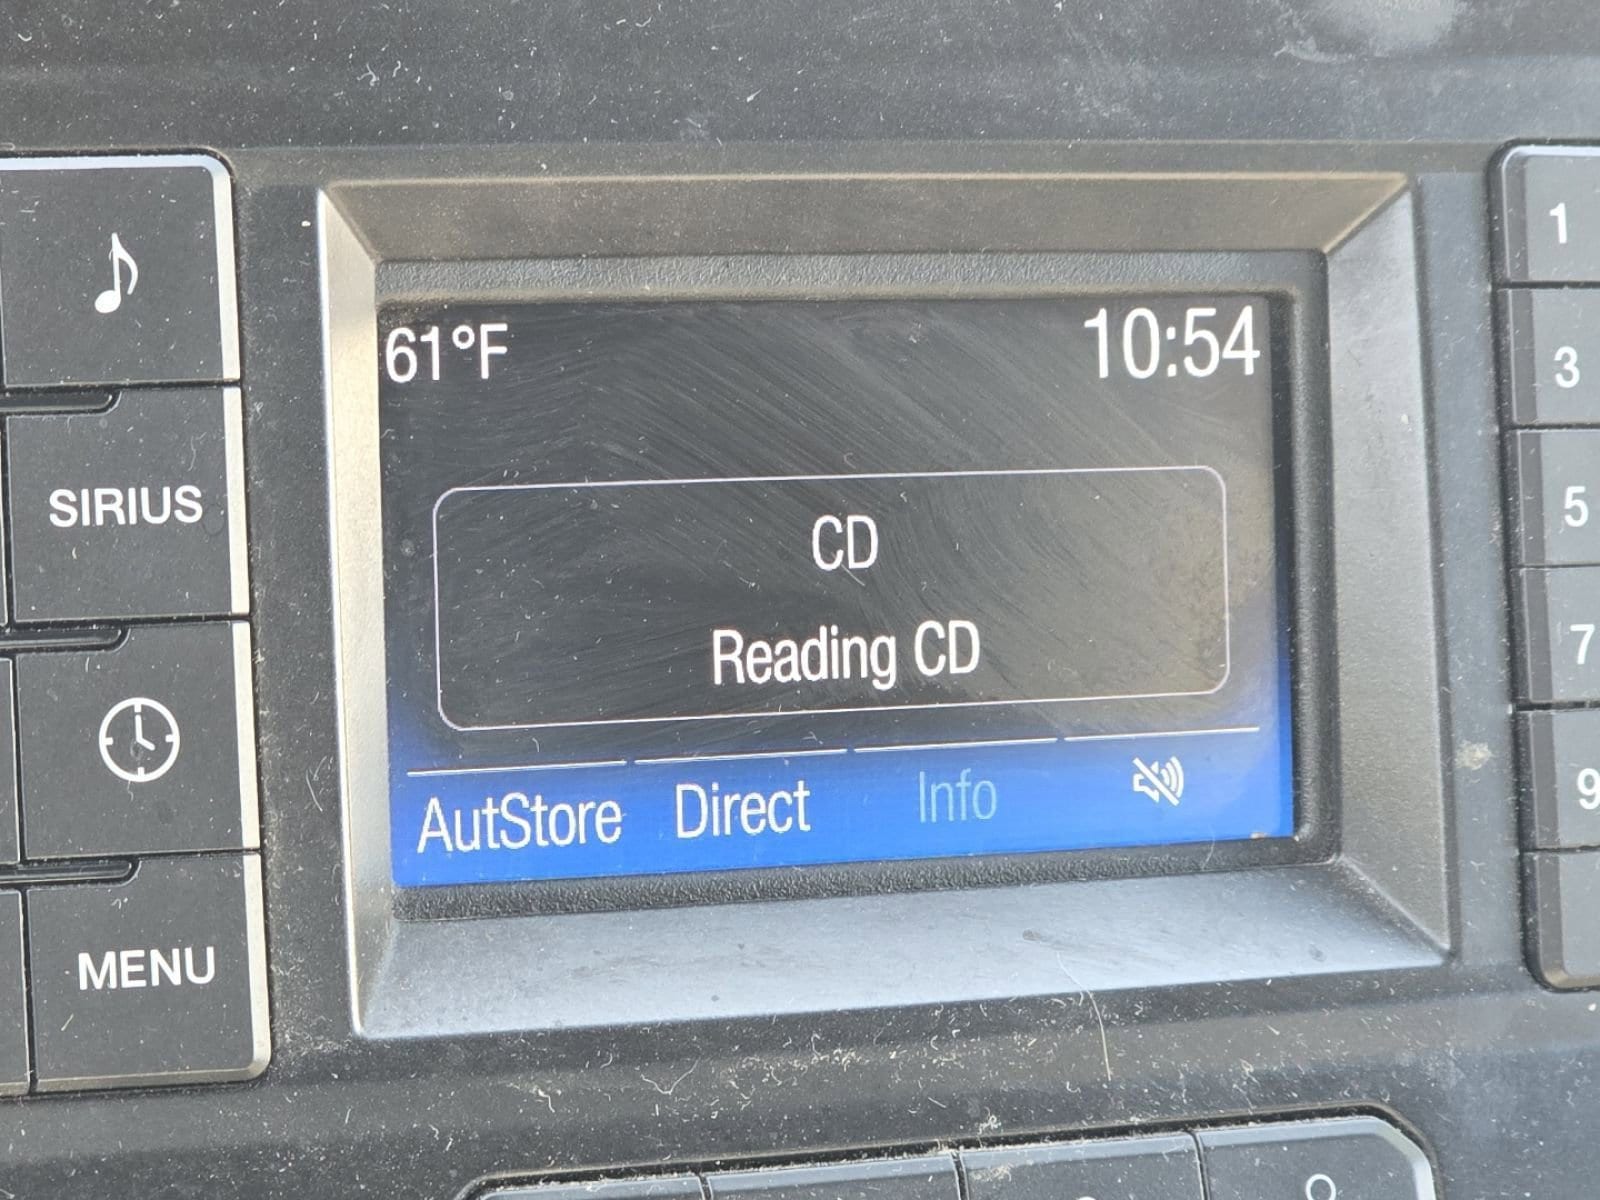 61°F
10:54
CD
Reading CD
AutStore
Direct
Info
SIRIUS
MENU
1
3
5
7
9